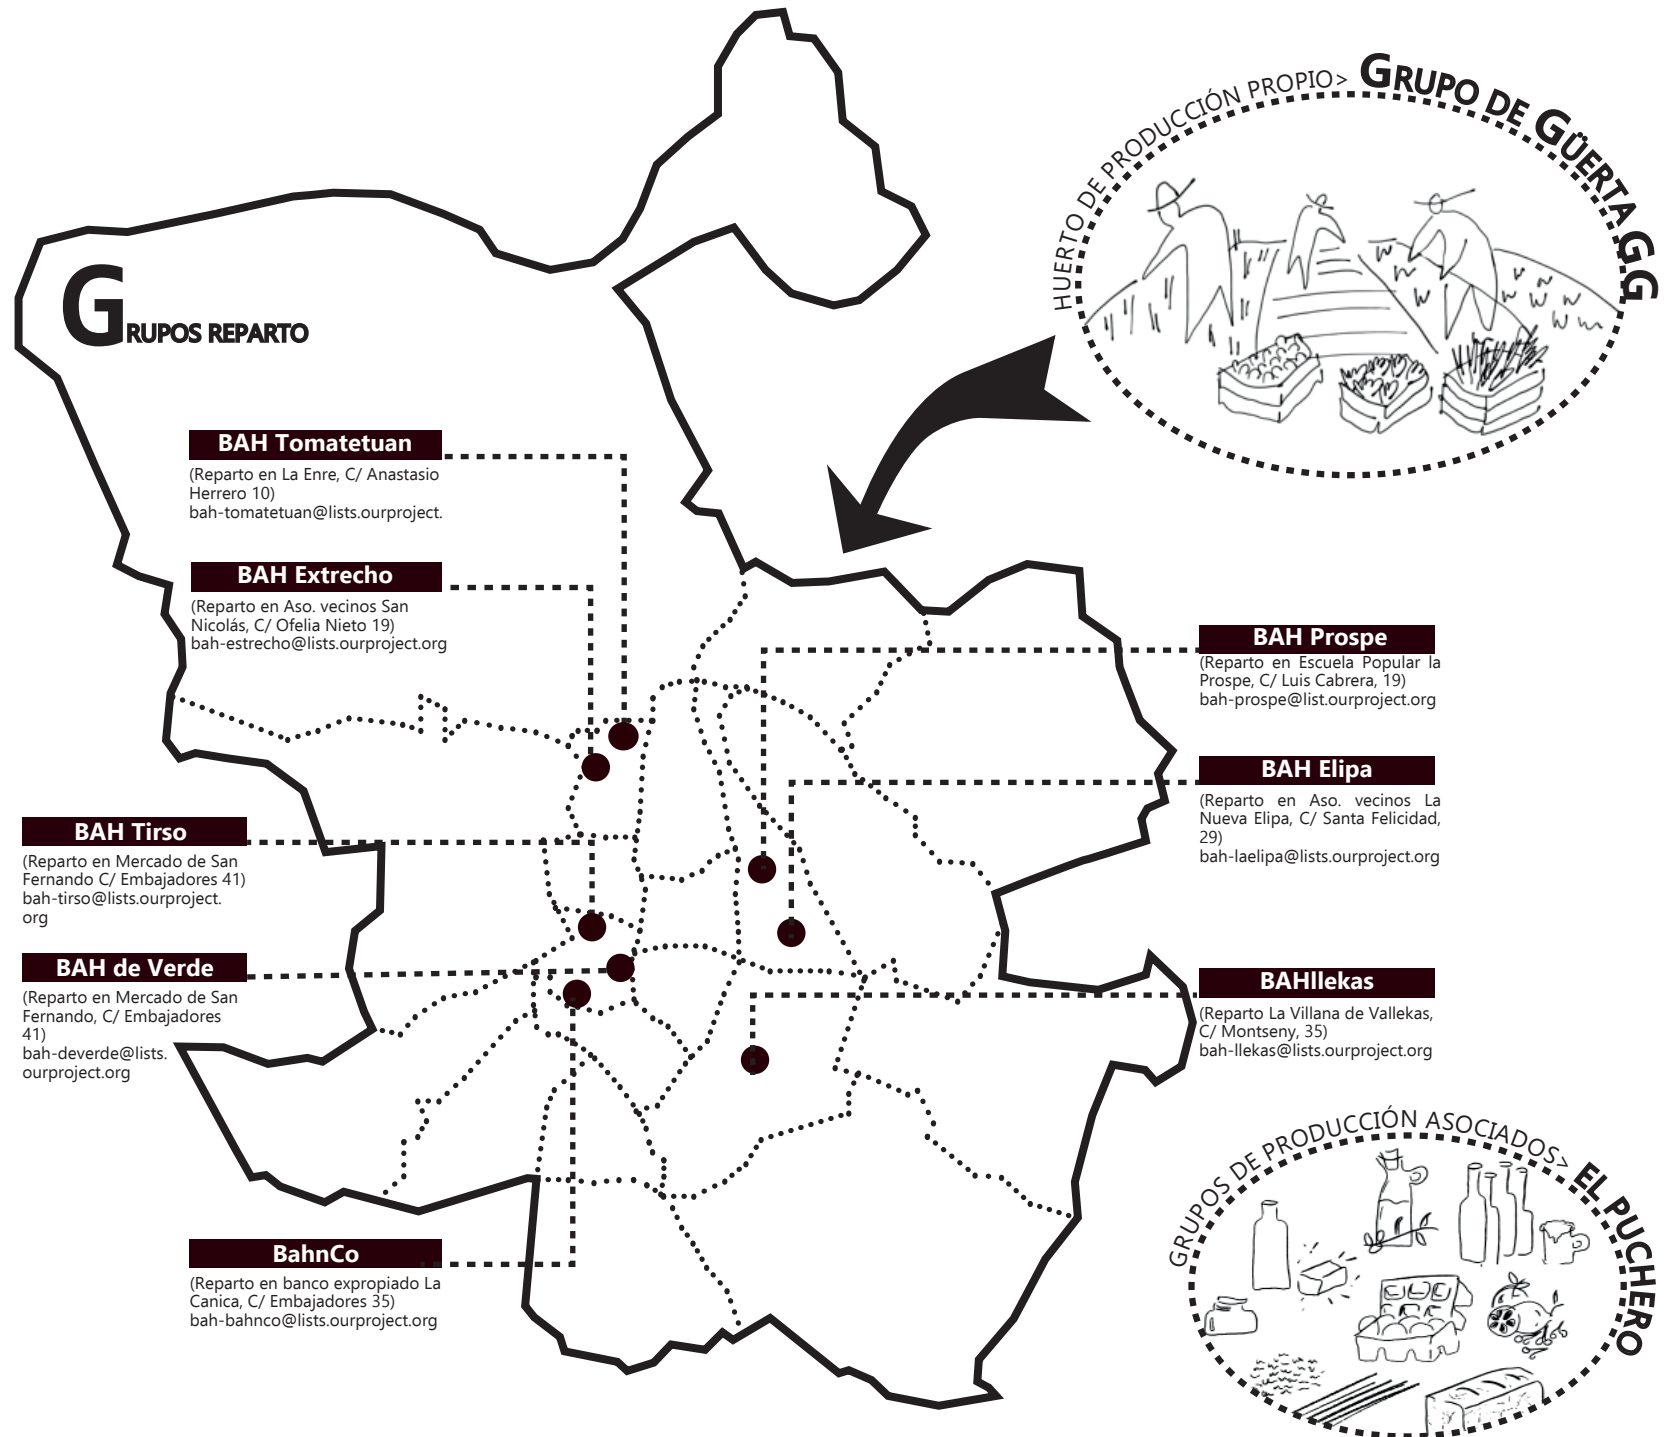 HUERTO DE PRODUCCIÓN PROPIO> GRUPO DE GÜERTA GG
GRUPOS REPARTO
BAH Tomatetuan
(Reparto en La Enre, C/ Anastasio
Herrero 10)
bah-tomatetuan@lists.ourproject.
BAH Extrecho
(Reparto en Aso. vecinos San
Nicolás, C/ Ofelia Nieto 19)
bah-estrecho@lists.ourproject.org
BAH Prospe
(Reparto en Escuela Popular la
Prospe, C/ Luis Cabrera, 19)
bah-prospe@list.ourproject.org
BAH Elipa
(Reparto en Aso. vecinos La
Nueva Elipa, C/ Santa Felicidad,
29)
bah-laelipa@lists.ourproject.org
BAH Tirso
(Reparto en Mercado de San
Fernando C/ Embajadores 41)
bah-tirso@lists.ourproject.
org
BAH de Verde
(Reparto en Mercado de San
Fernando, C/ Embajadores
41)
bah-deverde@lists.
ourproject.org
BAHllekas
(Reparto La Villana de Vallekas,
C/ Montseny, 35)
bah-llekas@lists.ourproject.org
BahnCo
(Reparto en banco expropiado La
Canica, C/ Embajadores 35)
bah-bahnco@lists.ourproject.org
GRUPOS DE PRODUCCIÓN ASOCIADOS> EL PUCHERO